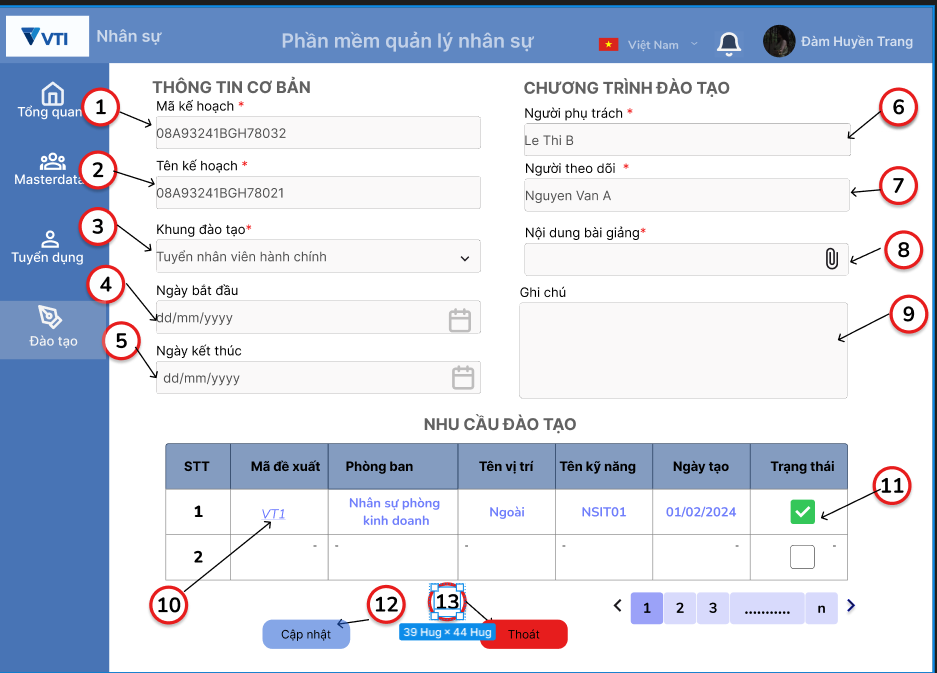 VTI
Nhân sự
Phần mềm quản lý nhân sự
Việt Nam
Đàm Huyền Trang
Tổng quan
Masterdata
Tuyển dụng
Đào tạo
THÔNG TIN CƠ BẢN
1
Mã kế hoạch *
08A93241BGH78032
2
Tên kế hoạch *
08A93241BGH78021
3
Khung đào tạo*
Tuyển nhân viên hành chính
4
Ngày bắt đầu
dd/mm/yyyy
5
Ngày kết thúc
dd/mm/yyyy
CHƯƠNG TRÌNH ĐÀO TẠO
Người phụ trách *
6
Le Thi B
Người theo dõi *
7
Nguyen Van A
Nội dung bài giảng*
8
Ghi chú
9
NHU CẦU ĐÀO TẠO
STT Mã đề xuất Phòng ban Tên vị trí Tên kỹ năng Ngày tạo Trạng thái
11
1 VT1 Nhân sự phòng kinh doanh Ngoài NSIT01 01/02/2024
2 - - - - - -
10
12
13
1 2 3 ........... n
Cập nhật
39 Hug × 44 Hug
Thoát